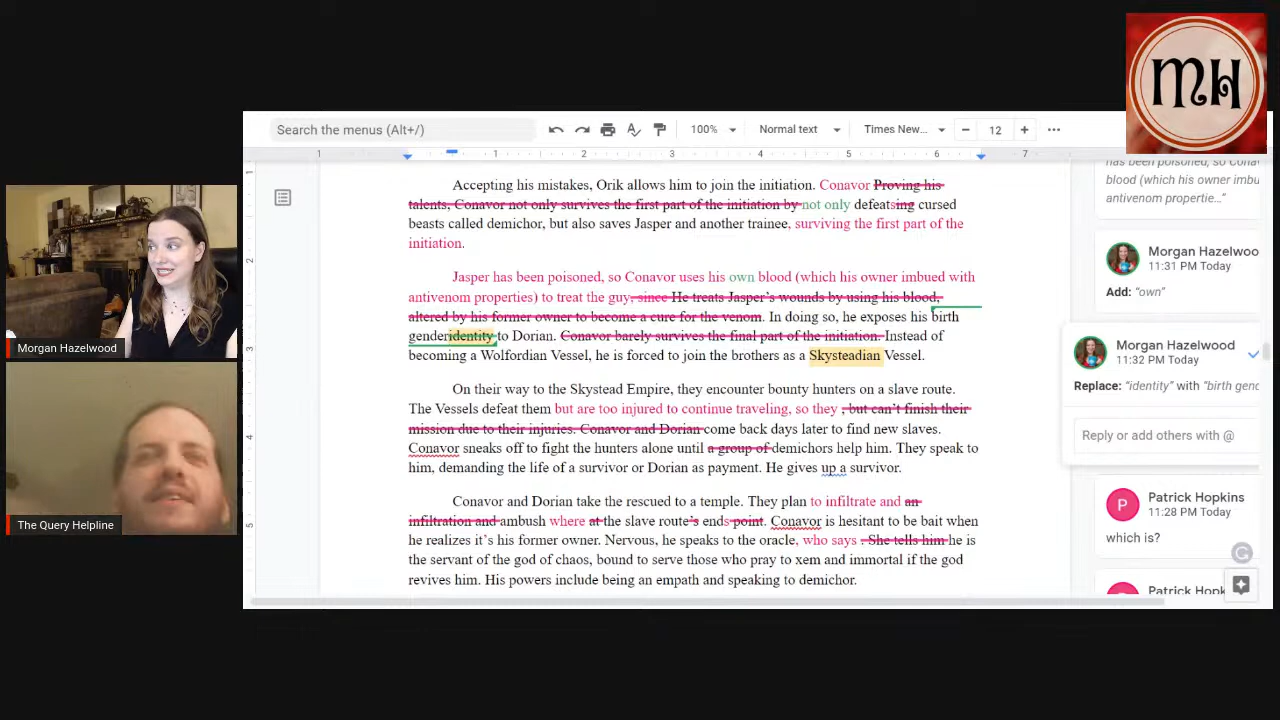 MH
Search the menus (Alt+/)
100%
Normal text
Times New...
12
1 1 2 3 4 5 6 7
Accepting his mistakes, Orik allows him to join the initiation. Conavor Proving his
talents, Conavor not only survives the first part of the initiation by not only defeatsing cursed
beasts called demichor, but also saves Jasper and another trainee, surviving the first part of the
initiation.
Jasper has been poisoned, so Conavor uses his own blood (which his owner imbued with
antivenom properties) to treat the guy, since He treats Jasper's wounds by using his blood,
altered by his former owner to become a cure for the venom. In doing so, he exposes his birth
genderidentity to Dorian. Conavor barely survives the final part of the initiation. Instead of
becoming a Wolfordian Vessel, he is forced to join the brothers as a Skysteadian Vessel.
On their way to the Skystead Empire, they encounter bounty hunters on a slave route.
The Vessels defeat them but are too injured to continue traveling, so they , but can't finish their
mission due to their injuries. Conavor and Dorian come back days later to find new slaves.
Conavor sneaks off to fight the hunters alone until a group of demichors help him. They speak to
him, demanding the life of a survivor or Dorian as payment. He gives up a survivor.
Conavor and Dorian take the rescued to a temple. They plan to infiltrate and an
infiltration and ambush where at the slave route's ends point. Conavor is hesitant to be bait when
he realizes it's his former owner. Nervous, he speaks to the oracle, who says . She tells him he is
the servant of the god of chaos, bound to serve those who pray to xem and immortal if the god
revives him. His powers include being an empath and speaking to demichor.
1
2
3
4
5
has been poisoned, so Cona
blood (which his owner imbu
antivenom propertie..."
Morgan Hazelwoo
11:31 PM Today
Add: "own"
Morgan Hazelwood
11:32 PM Today
Replace: "identity" with "birth gend
Reply or add others with @
P
Patrick Hopkins
11:28 PM Today
which is?
Patrick Hopk
Morgan Hazelwood
The Query Helpline